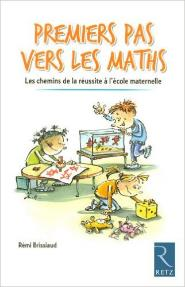 PREMIERS PAS
VERS LES MATHS
Les chemins de la réussite à l'école maternelle
Rémi Brissiaud
RETZ